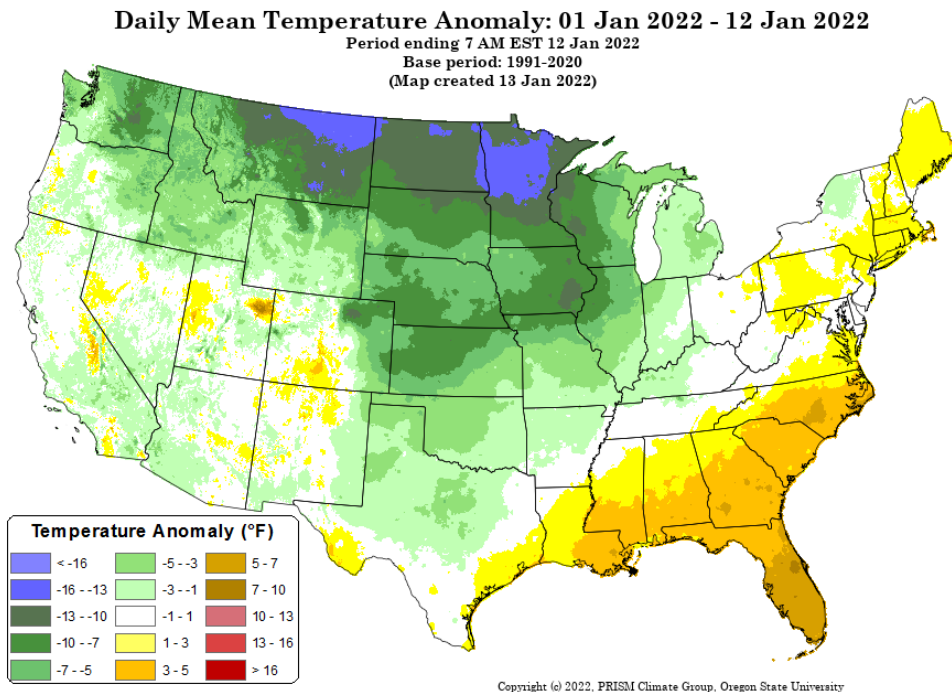 Daily Mean Temperature Anomaly: 01 Jan 2022 - 12 Jan 2022
Period ending 7 AM EST 12 Jan 2022
Base period: 1991-2020
(Map created 13 Jan 2022)
Temperature Anomaly (°F)
< -16
-16 - -13
-13 - -10
-10 - -7
-7 - -5
-5 - -3
-3 - -1
-1 - 1
1 - 3
3 - 5
5 - 7
7 - 10
10 - 13
13 - 16
> 16
Copyright (c) 2022, PRISM Climate Group, Oregon State University